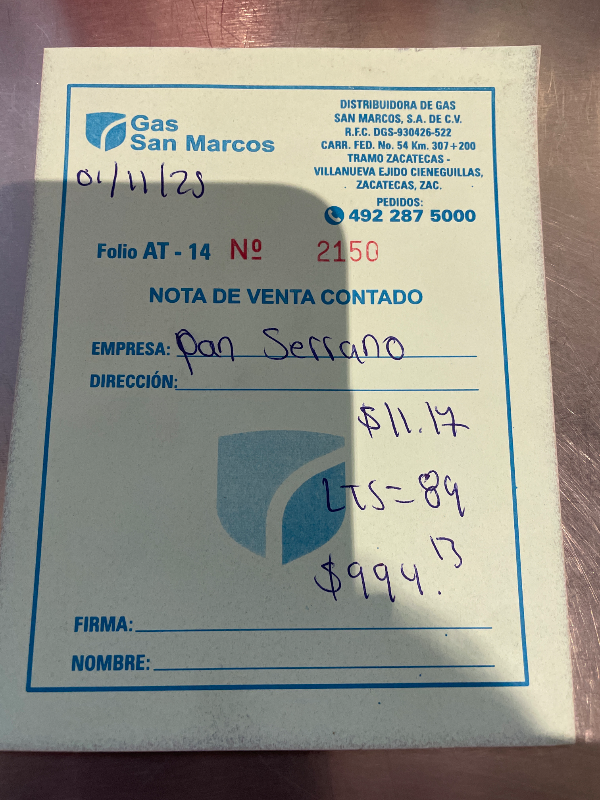 Gas
San Marcos
DISTRIBUIDORA DE GAS
SAN MARCOS, S.A. DE C.V.
R.F.C. DGS-930426-522
CARR. FED. No. 54 Km. 307+200
TRAMO ZACATECAS -
VILLANUEVA EJIDO CIENEGUILLAS,
ZACATECAS, ZAC.
PEDIDOS:
492 287 5000
01/11/25
Folio AT - 14 Nº 2150
NOTA DE VENTA CONTADO
EMPRESA: Pan Serrano
DIRECCIÓN:
$11.17
LTS=89
$994.13
FIRMA:
NOMBRE: